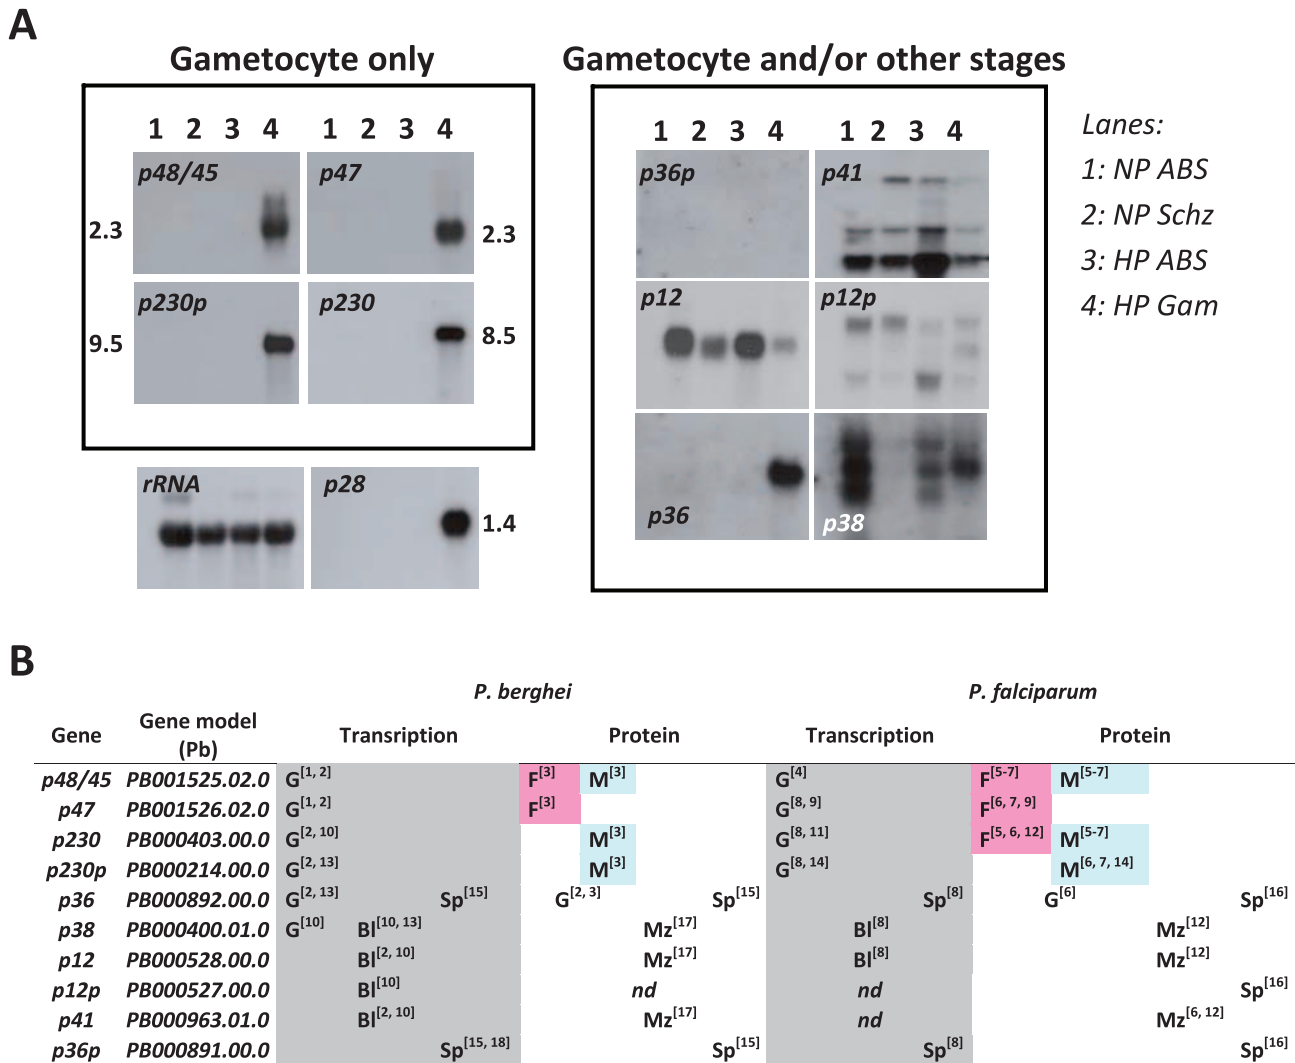 A
Gametocyte only
Gametocyte and/or other stages
1 2 3 4 1 2 3 4
1 2 3 4 1 2 3 4
Lanes:
1: NP ABS
2: NP Schz
3: HP ABS
4: HP Gam
p48/45 p47
2.3 2.3
p230p p230
9.5 8.5
rRNA p28
1.4
p36p p41
p12 p12p
p36 p38
B
P. berghei P. falciparum
Gene Gene model (Pb) Transription Protein Transcription Protein
p48/45 PB001525.02.0 G[1, 2] F[3] M[3] G[4] F[5-7] M[5-7]
p47 PB001526.02.0 G[1, 2] F[3] G[8, 9] F[6, 7, 9]
p230 PB000403.00.0 G[2, 10] M[3] G[8, 11] F[5, 6, 12] M[5-7]
p230p PB000214.00.0 G[2, 13] M[3] G[8, 14] M[6, 7, 14]
p36 PB000892.00.0 G[2, 13] Sp[15] G[2, 3] Sp[15] Sp[8] G[6] Sp[16]
p38 PB000400.01.0 G[10] Bl[10, 13] Mz[17] Bl[8] Mz[12]
p12 PB000528.00.0 Bl[2, 10] Mz[17] Bl[8] Mz[12]
p12p PB000527.00.0 Bl[10] nd nd Sp[16]
p41 PB000963.01.0 Bl[2, 10] Mz[17] nd Mz[6, 12]
p36p PB000891.00.0 Sp[15, 18] Sp[15] Sp[8] Sp[16]